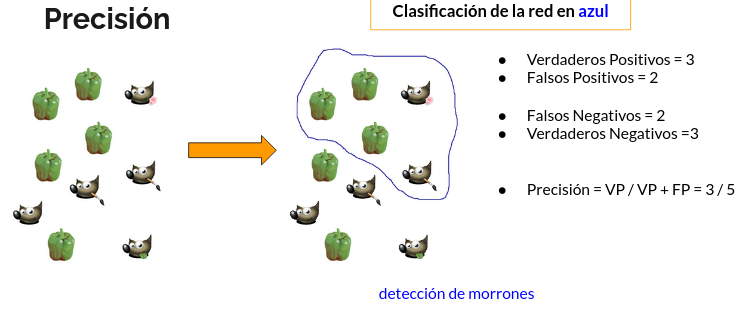 Precisión
Clasificación de la red en azul
● Verdaderos Positivos = 3
● Falsos Positivos = 2
● Falsos Negativos = 2
● Verdaderos Negativos =3
● Precisión = VP / VP + FP = 3 / 5
detección de morrones